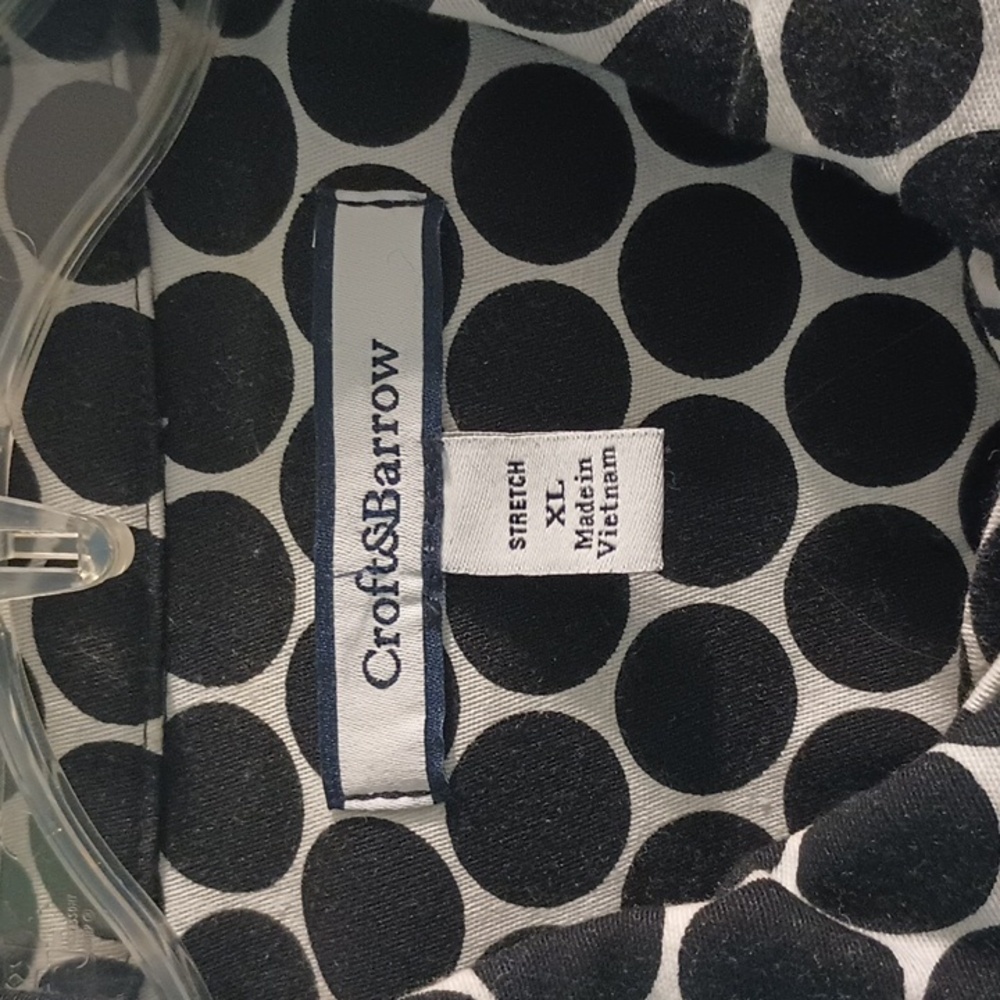 Croft&Barrow
STRETCH
XL
Made in
Vietnam